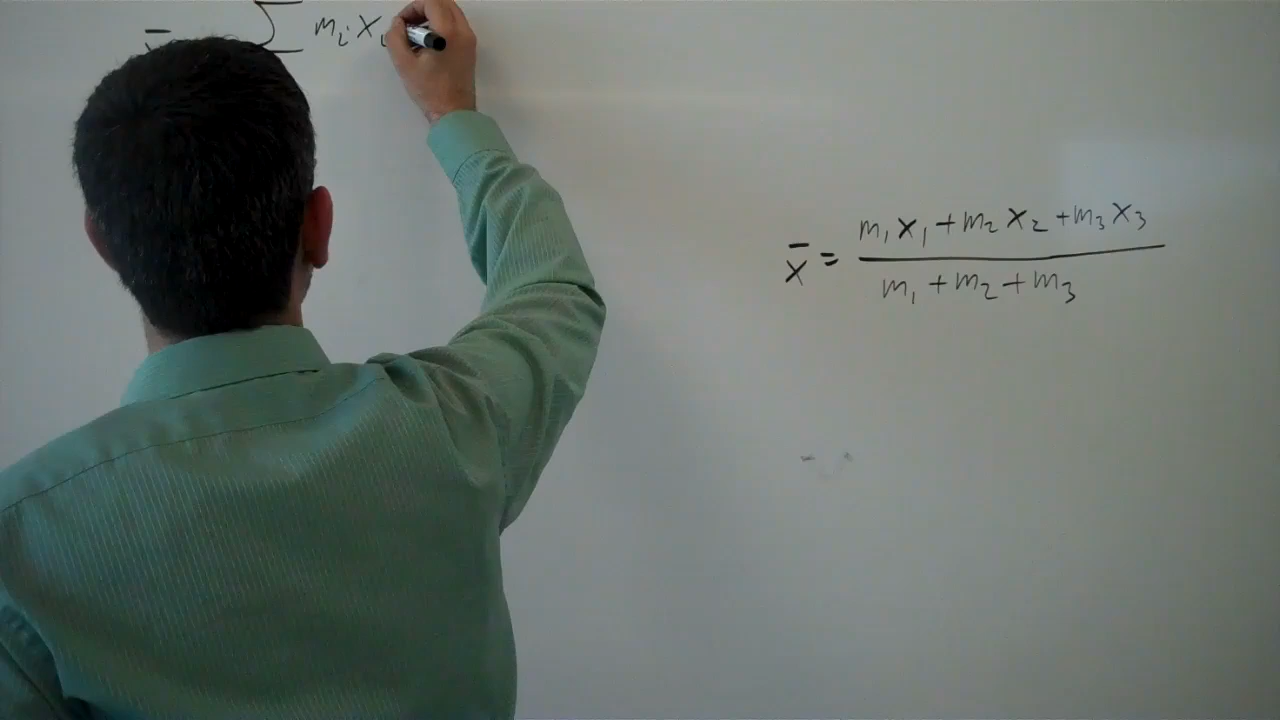 ∑ mᵢxᵢ
x̄ = (m₁x₁ + m₂x₂ + m₃x₃) / (m₁ + m₂ + m₃)